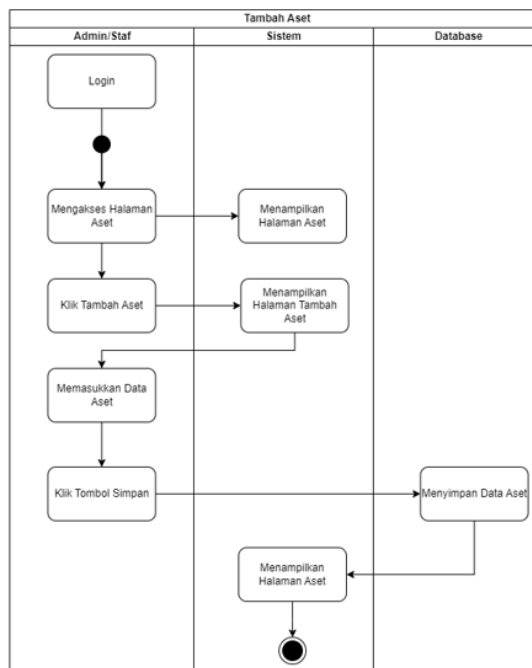 Tambah Aset
Admin/Staf
Sistem
Database
Login
Mengakses Halaman
Aset
Menampilkan
Halaman Aset
Klik Tambah Aset
Menampilkan
Halaman Tambah
Aset
Memasukkan Data
Aset
Klik Tombol Simpan
Menyimpan Data Aset
Menampilkan
Halaman Aset